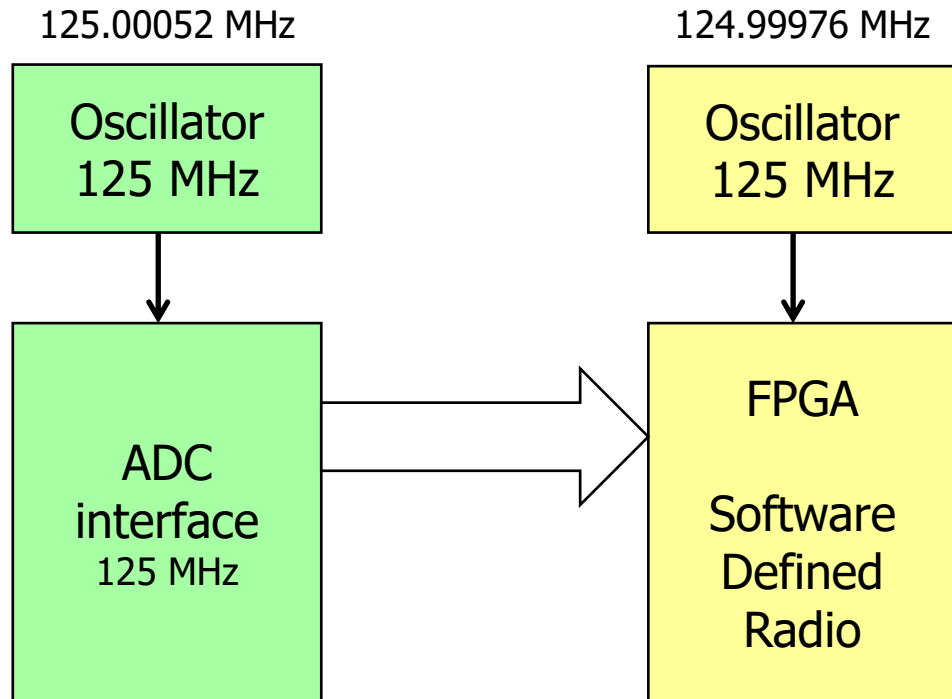 125.00052 MHz
124.99976 MHz
Oscillator
125 MHz
Oscillator
125 MHz
ADC
interface
125 MHz
FPGA
Software
Defined
Radio